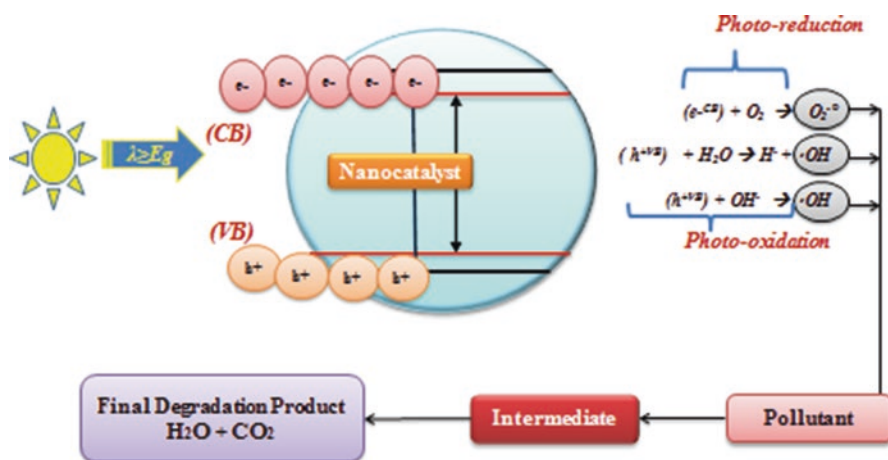 Photo-reduction
e- e- e- e- e-
(CB)
λ≥Eg
(e-CB) + O2 → O2-o
(h+VB) + H2O → H- + •OH
Nanocatalyst
(h+VB) + OH- → •OH
(VB)
Photo-oxidation
h+ h+ h+ h+
Final Degradation Product
H2O + CO2
Intermediate
Pollutant